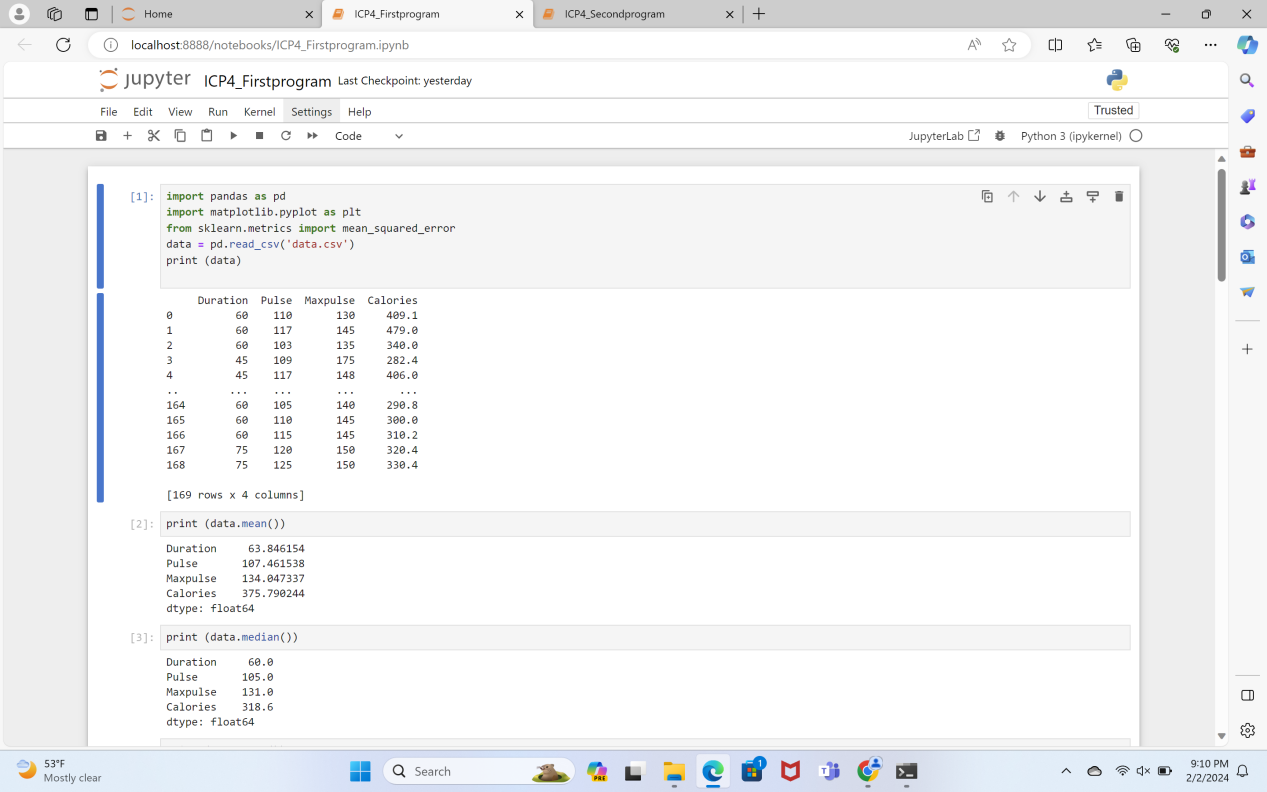 Home
ICP4_Firstprogram
ICP4_Secondprogram
localhost:8888/notebooks/ICP4_Firstprogram.ipynb
jupyter ICP4_Firstprogram Last Checkpoint: yesterday
File Edit View Run Kernel Settings Help
Trusted
Code
JupyterLab
Python 3 (ipykernel)
[1]:
import pandas as pd
import matplotlib.pyplot as plt
from sklearn.metrics import mean_squared_error
data = pd.read_csv('data.csv')
print (data)
Duration Pulse Maxpulse Calories
0 60 110 130 409.1
1 60 117 145 479.0
2 60 103 135 340.0
3 45 109 175 282.4
4 45 117 148 406.0
.. ... ... ... ...
164 60 105 140 290.8
165 60 110 145 300.0
166 60 115 145 310.2
167 75 120 150 320.4
168 75 125 150 330.4
[169 rows x 4 columns]
[2]: print (data.mean())
Duration 63.846154
Pulse 107.461538
Maxpulse 134.047337
Calories 375.790244
dtype: float64
[3]: print (data.median())
Duration 60.0
Pulse 105.0
Maxpulse 131.0
Calories 318.6
dtype: float64
53°F
Mostly clear
Search
PRE
1
9:10 PM
2/2/2024